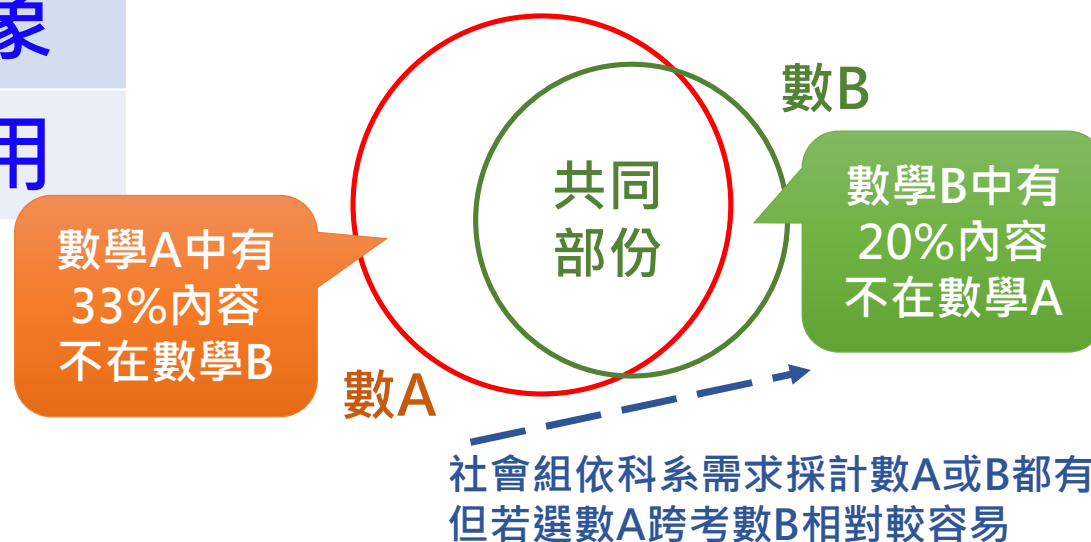 象
用
數B
共同
部份
數學B中有
20%內容
不在數學A
數學A中有
33%內容
不在數學B
數A
社會組依科系需求採計數A或B都有
但若選數A跨考數B相對較容易